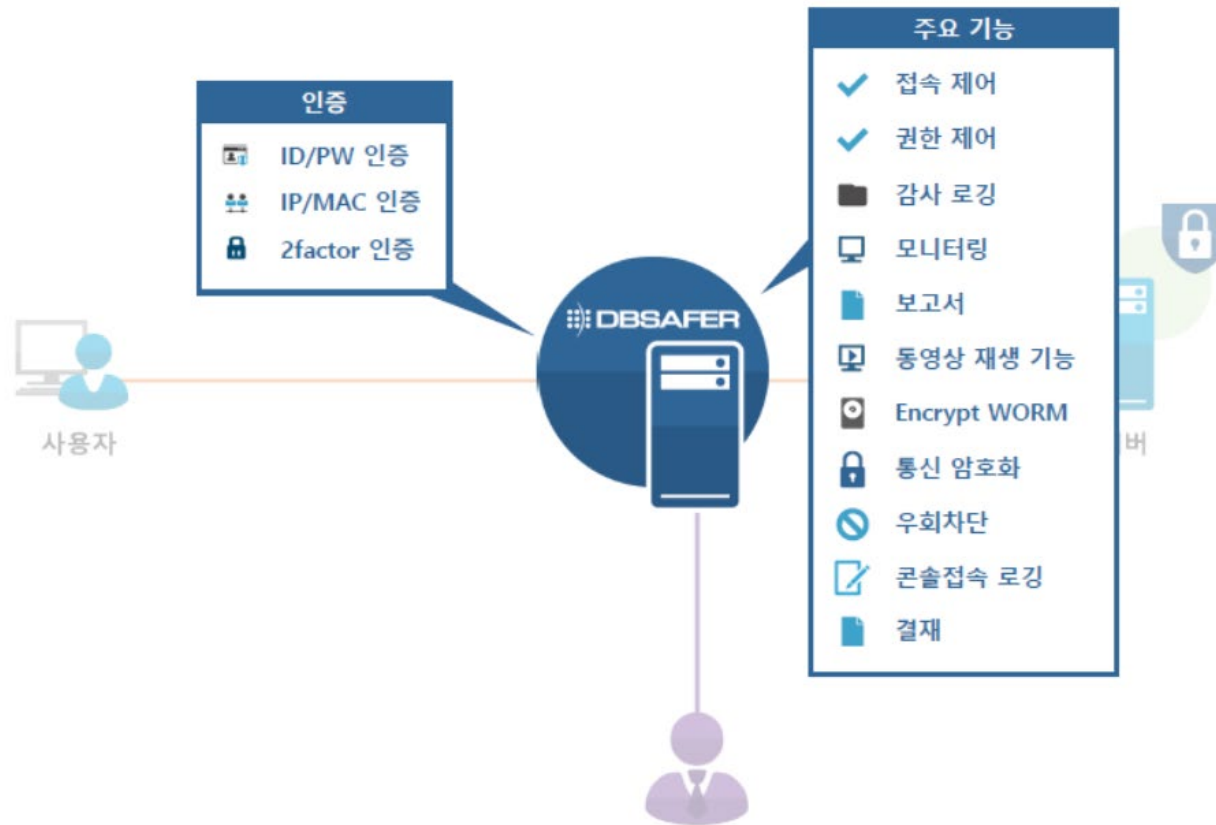 주요 기능
접속 제어
권한 제어
감사 로깅
모니터링
보고서
동영상 재생 기능
Encrypt WORM
통신 암호화
우회차단
콘솔접속 로깅
결재
인증
ID/PW 인증
IP/MAC 인증
2factor 인증
DBSAFER
사용자
버